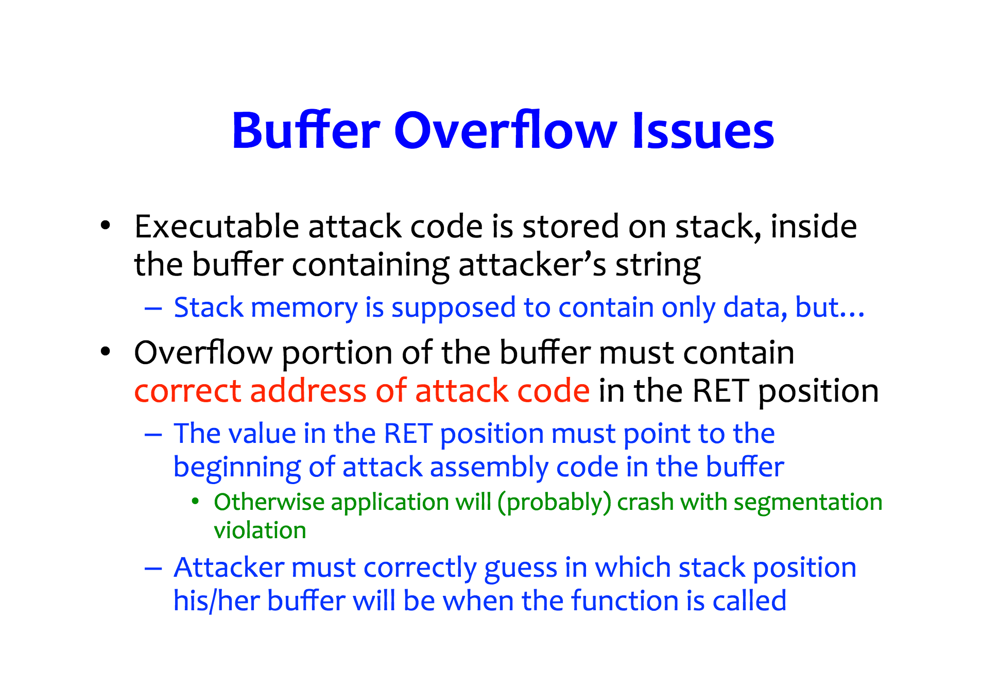 Buffer Overflow Issues
• Executable attack code is stored on stack, inside
the buffer containing attacker’s string
– Stack memory is supposed to contain only data, but…
• Overflow portion of the buffer must contain
correct address of attack code in the RET position
– The value in the RET position must point to the
beginning of attack assembly code in the buffer
• Otherwise application will (probably) crash with segmentation
violation
– Attacker must correctly guess in which stack position
his/her buffer will be when the function is called